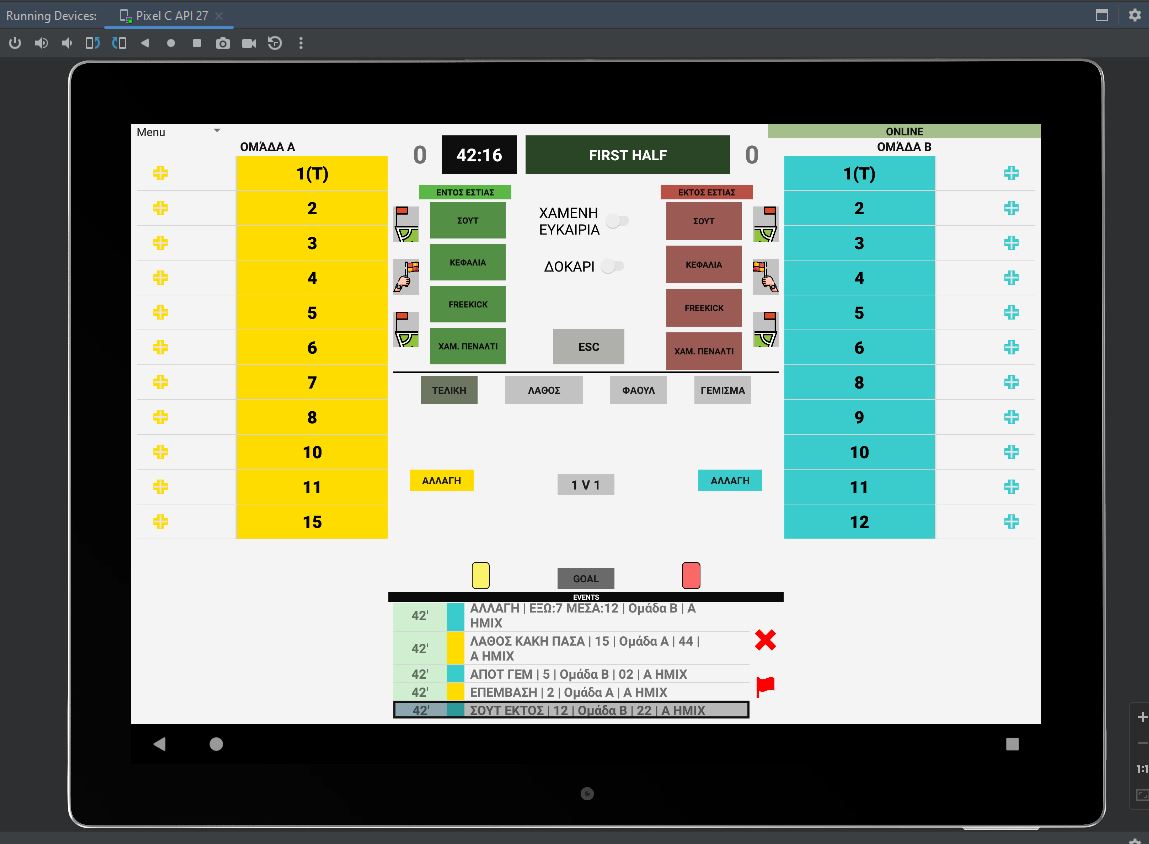 Running Devices:
Pixel C API 27
Menu
ONLINE
ΟΜΆΔΑ Α
0
42:16
FIRST HALF
0
ΟΜΆΔΑ Β
1(T)
2
3
4
5
6
7
8
10
11
15
ΕΝΤΟΣ ΕΣΤΙΑΣ
ΣΟΥΤ
ΚΕΦΑΛΙΑ
FREEKICK
ΧΑΜ. ΠΕΝΑΛΤΙ
ΧΑΜΕΝΗ
ΕΥΚΑΙΡΙΑ
ΔΟΚΑΡΙ
ESC
ΕΚΤΟΣ ΕΣΤΙΑΣ
ΣΟΥΤ
ΚΕΦΑΛΙΑ
FREEKICK
ΧΑΜ. ΠΕΝΑΛΤΙ
1(T)
2
3
4
5
6
8
9
10
11
12
ΤΕΛΙΚΗ
ΛΑΘΟΣ
ΦΑΟΥΛ
ΓΕΜΙΣΜΑ
ΑΛΛΑΓΗ
1 V 1
ΑΛΛΑΓΗ
GOAL
EVENTS
42' ΑΛΛΑΓΗ | ΕΞΩ:7 ΜΕΣΑ:12 | Ομάδα Β | Α
ΗΜΙΧ
42' ΛΑΘΟΣ ΚΑΚΗ ΠΑΣΑ | 15 | Ομάδα Α | 44 |
Α ΗΜΙΧ
42' ΑΠΟΤ ΓΕΜ | 5 | Ομάδα Β | 02 | Α ΗΜΙΧ
42' ΕΠΕΜΒΑΣΗ | 2 | Ομάδα Α | Α ΗΜΙΧ
42' ΣΟΥΤ ΕΚΤΟΣ | 12 | Ομάδα Β | 22 | Α ΗΜΙΧ
1:1